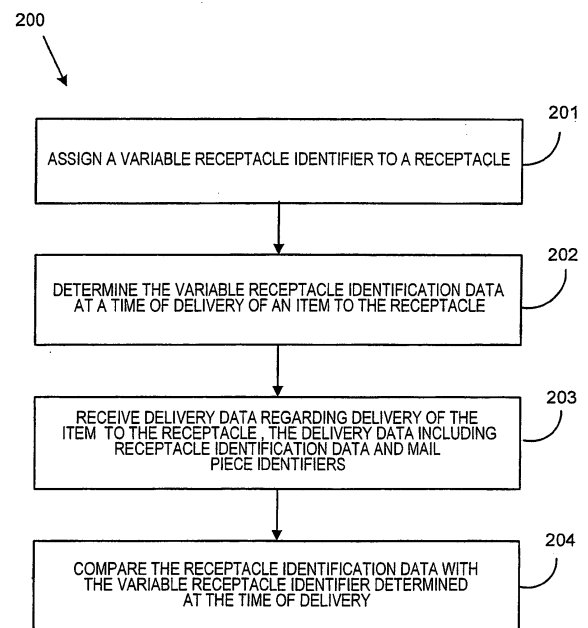 200
201
ASSIGN A VARIABLE RECEPTACLE IDENTIFIER TO A RECEPTACLE
202
DETERMINE THE VARIABLE RECEPTACLE IDENTIFICATION DATA
AT A TIME OF DELIVERY OF AN ITEM TO THE RECEPTACLE
203
RECEIVE DELIVERY DATA REGARDING DELIVERY OF THE
ITEM TO THE RECEPTACLE, THE DELIVERY DATA INCLUDING
RECEPTACLE IDENTIFICATION DATA AND MAIL
PIECE IDENTIFIERS
204
COMPARE THE RECEPTACLE IDENTIFICATION DATA WITH
THE VARIABLE RECEPTACLE IDENTIFIER DETERMINED
AT THE TIME OF DELIVERY